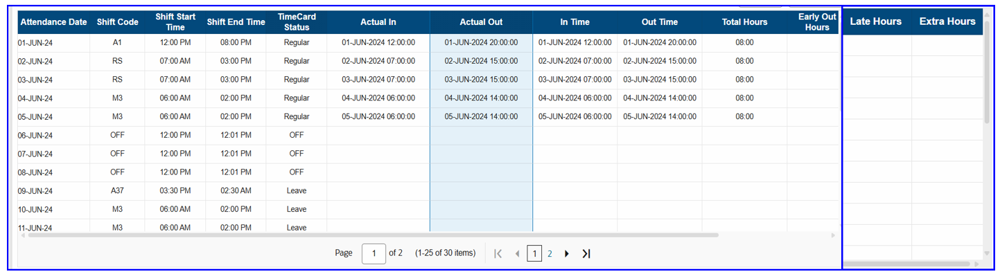 Attendance Date Shift Code Shift Start Time Shift End Time TimeCard Status Actual In Actual Out In Time Out Time Total Hours Early Out Hours Late Hours Extra Hours
01-JUN-24 A1 12:00 PM 08:00 PM Regular 01-JUN-2024 12:00:00 01-JUN-2024 20:00:00 01-JUN-2024 12:00:00 01-JUN-2024 20:00:00 08:00
02-JUN-24 RS 07:00 AM 03:00 PM Regular 02-JUN-2024 07:00:00 02-JUN-2024 15:00:00 02-JUN-2024 07:00:00 02-JUN-2024 15:00:00 08:00
03-JUN-24 RS 07:00 AM 03:00 PM Regular 03-JUN-2024 07:00:00 03-JUN-2024 15:00:00 03-JUN-2024 07:00:00 03-JUN-2024 15:00:00 08:00
04-JUN-24 M3 06:00 AM 02:00 PM Regular 04-JUN-2024 06:00:00 04-JUN-2024 14:00:00 04-JUN-2024 06:00:00 04-JUN-2024 14:00:00 08:00
05-JUN-24 M3 06:00 AM 02:00 PM Regular 05-JUN-2024 06:00:00 05-JUN-2024 14:00:00 05-JUN-2024 06:00:00 05-JUN-2024 14:00:00 08:00
06-JUN-24 OFF 12:00 PM 12:01 PM OFF
07-JUN-24 OFF 12:00 PM 12:01 PM OFF
08-JUN-24 OFF 12:00 PM 12:01 PM OFF
09-JUN-24 A37 03:30 PM 02:30 AM Leave
10-JUN-24 M3 06:00 AM 02:00 PM Leave
11-JUN-24 M3 06:00 AM 02:00 PM Leave
Page 1 of 2 (1-25 of 30 items) 1 2